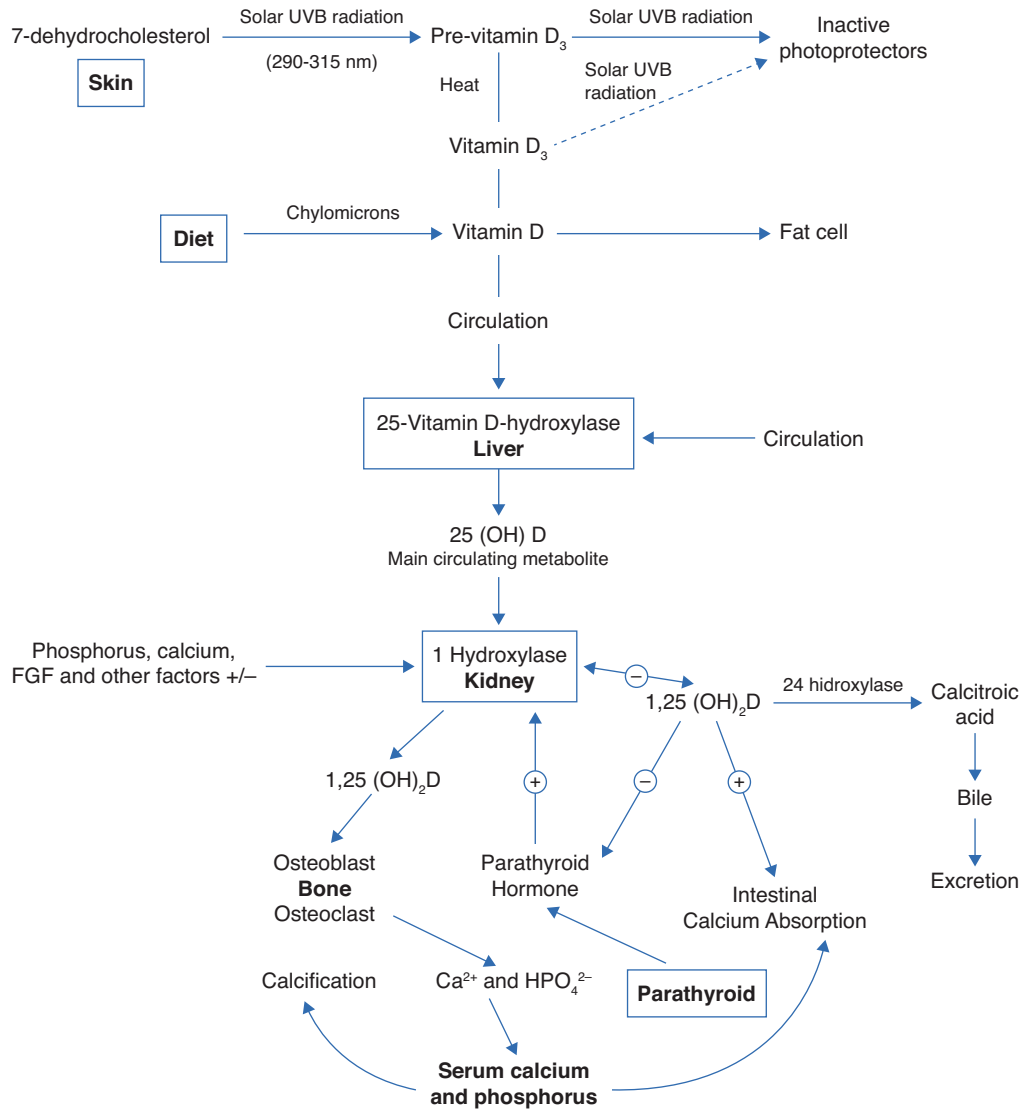 Solar UVB radiation
Solar UVB radiation
7-dehydrocholesterol
Pre-vitamin D₃
Inactive
photoprotectors
(290-315 nm)
Skin
Heat
Solar UVB
radiation
Vitamin D₃
Chylomicrons
Diet
Vitamin D
Fat cell
Circulation
25-Vitamin D-hydroxylase
Liver
Circulation
25 (OH) D
Main circulating metabolite
Phosphorus, calcium,
FGF and other factors +/–
1 Hydroxylase
Kidney
–
1,25 (OH)₂D
24 hidroxylase
Calcitroic
acid
1,25 (OH)₂D
+
–
+
Bile
Osteoblast
Bone
Osteoclast
Parathyroid
Hormone
Intestinal
Calcium Absorption
Excretion
Calcification
Ca²⁺ and HPO₄²⁻
Parathyroid
Serum calcium
and phosphorus